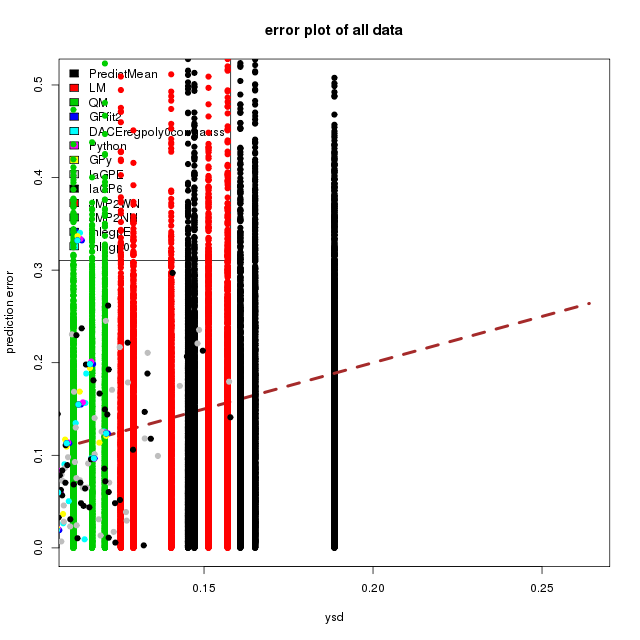 error plot of all data
PredictMean
LM
QM
GPfit2
DACEregpoly0corrgauss
Python
GPy
laGPE
laGP6
mlegpE
prediction error
0.0
0.1
0.2
0.3
0.4
0.5
0.15
0.20
0.25
ysd